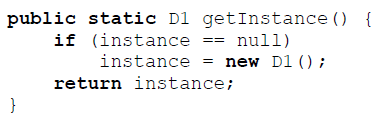 public static D1 getInstance() {
    if (instance == null)
        instance = new D1();
    return instance;
}